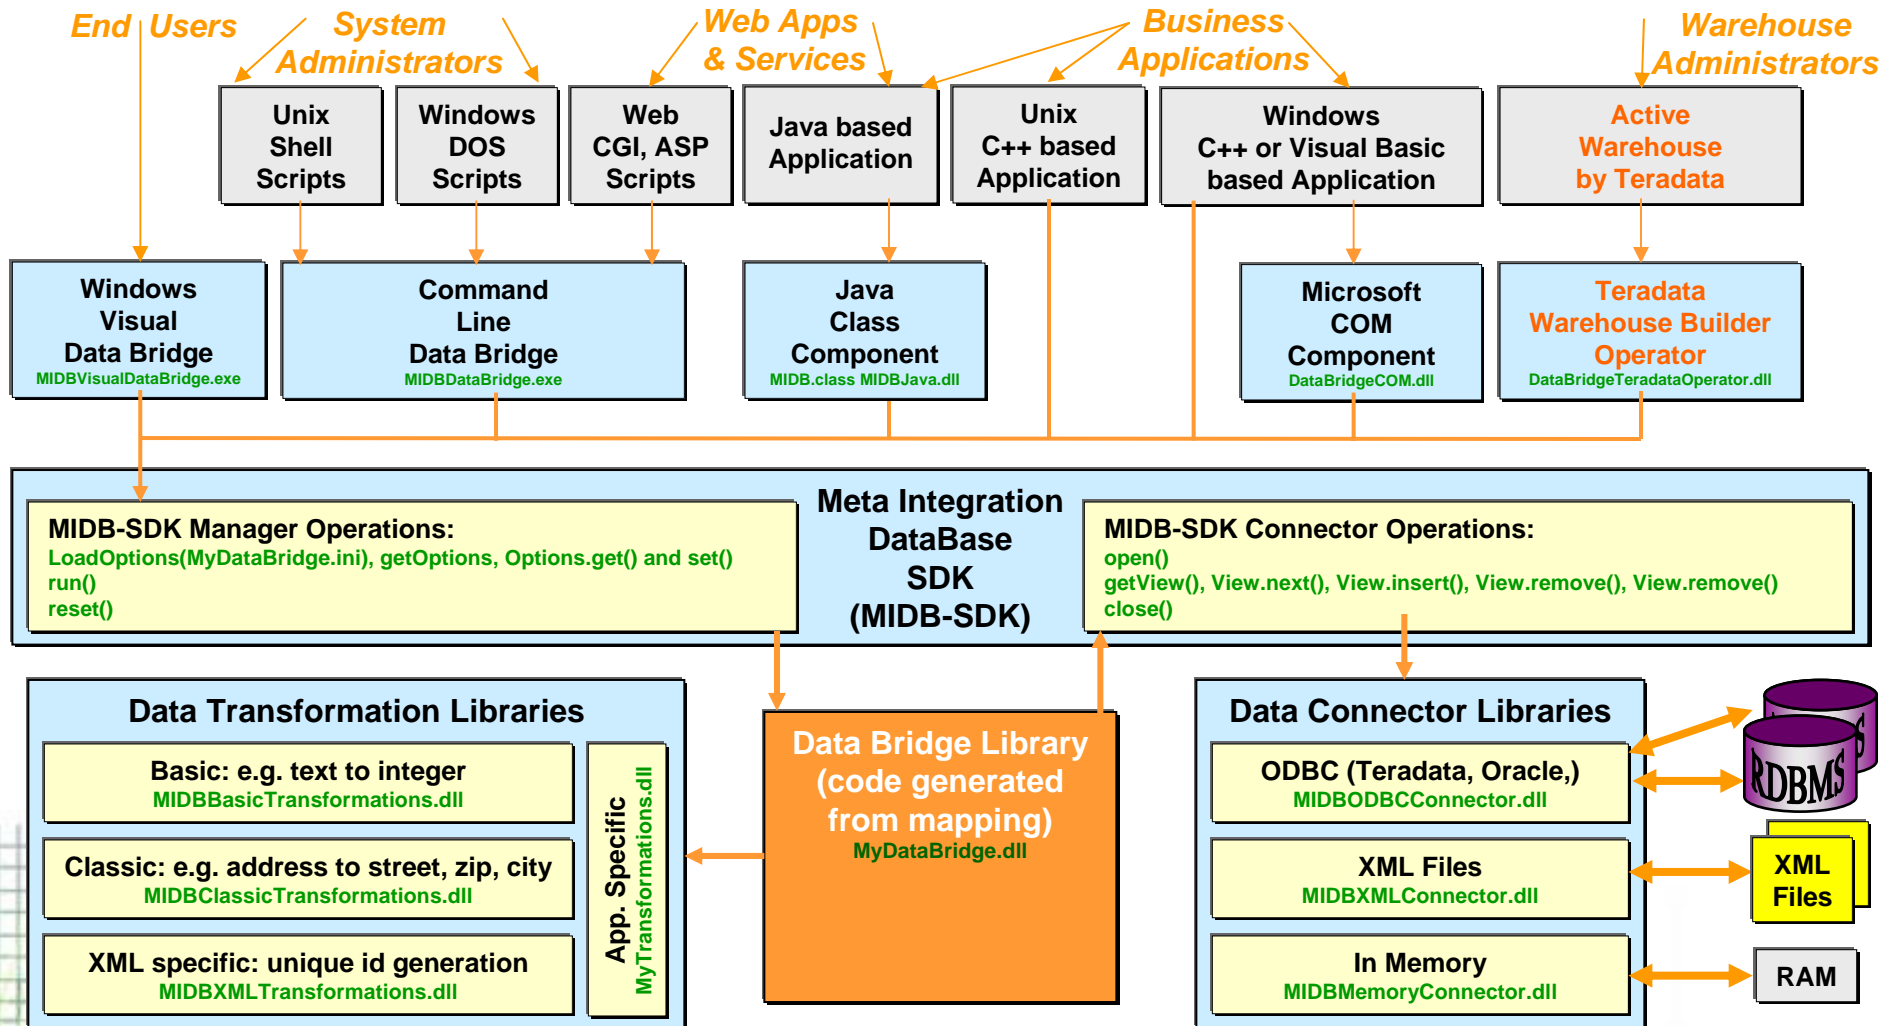 End Users
System
Administrators
Web Apps
& Services
Business
Applications
Warehouse
Administrators
Unix
Shell
Scripts
Windows
DOS
Scripts
Web
CGI, ASP
Scripts
Java based
Application
Unix
C++ based
Application
Windows
C++ or Visual Basic
based Application
Active
Warehouse
by Teradata
Windows
Visual
Data Bridge
MIDBVisualDataBridge.exe
Command
Line
Data Bridge
MIDBDataBridge.exe
Java
Class
Component
MIDB.class MIDBJava.dll
Microsoft
COM
Component
DataBridgeCOM.dll
Teradata
Warehouse Builder
Operator
DataBridgeTeradataOperator.dll
MIDB-SDK Manager Operations:
LoadOptions(MyDataBridge.ini), getOptions, Options.get() and set()
run()
reset()
Meta Integration
DataBase
SDK
(MIDB-SDK)
MIDB-SDK Connector Operations:
open()
getView(), View.next(), View.insert(), View.remove(), View.remove()
close()
Data Transformation Libraries
Basic: e.g. text to integer
MIDBBasicTransformations.dll
Classic: e.g. address to street, zip, city
MIDBClassicTransformations.dll
XML specific: unique id generation
MIDBXMLTransformations.dll
App. Specific
MyTransformations.dll
Data Bridge Library
(code generated
from mapping)
MyDataBridge.dll
Data Connector Libraries
ODBC (Teradata, Oracle,)
MIDBODBCConnector.dll
XML Files
MIDBXMLConnector.dll
In Memory
MIDBMemoryConnector.dll
RDBMS
XML
Files
RAM